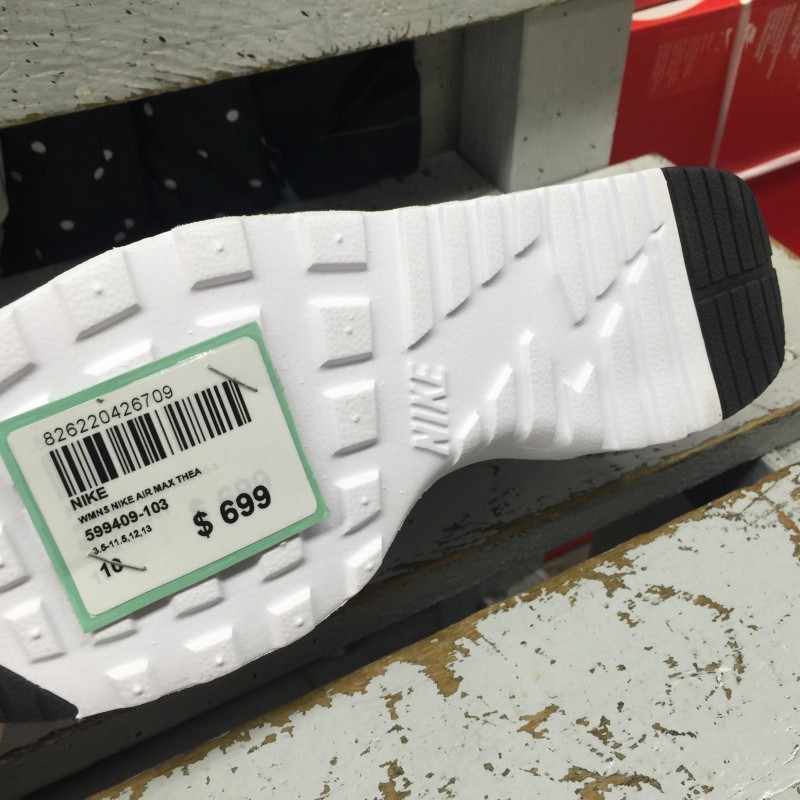 826220426709
NIKE
WMNS NIKE AIR MAX THEA
599409-103
3.5-11.5,12,13
10
$ 699
NIKE